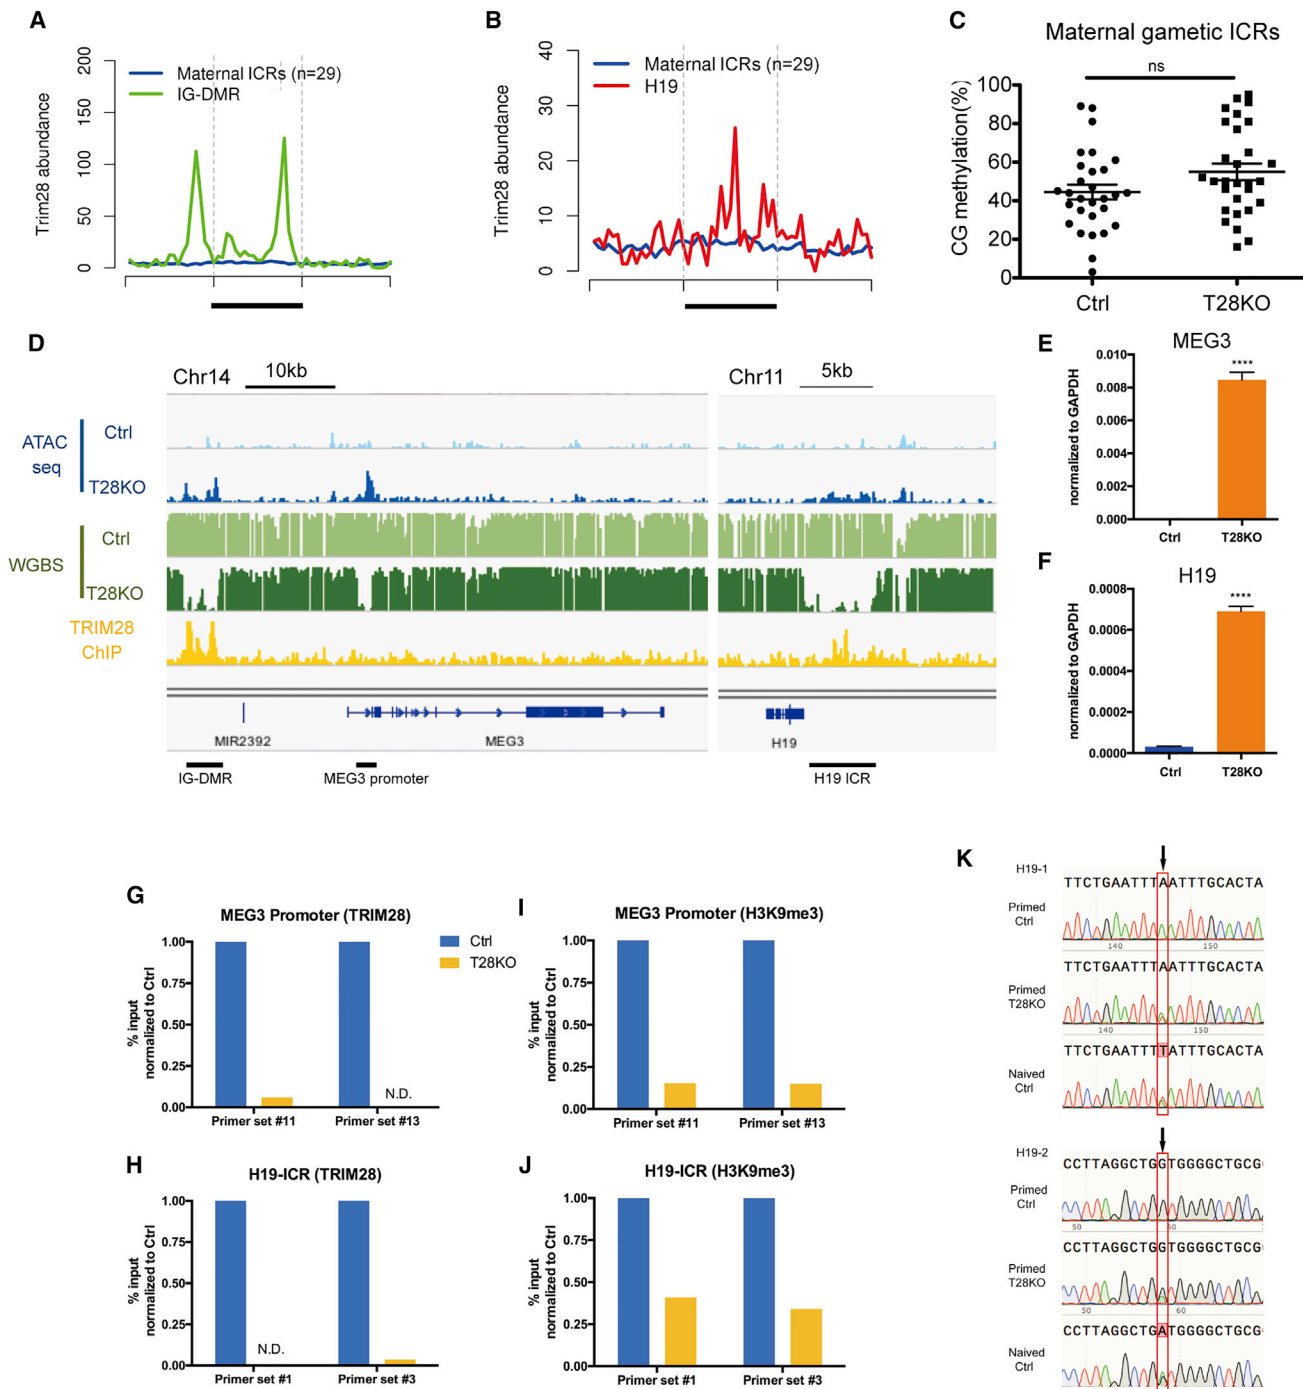 A
200
150
100
50
0
Trim28 abundance
Maternal ICRs (n=29)
IG-DMR
B
40
30
20
10
0
Trim28 abundance
Maternal ICRs (n=29)
H19
C
Maternal gametic ICRs
ns
100
80
60
40
20
0
CG methylation(%)
Ctrl
T28KO
D
Chr14
10kb
Chr11
5kb
ATAC
seq
Ctrl
T28KO
WGBS
Ctrl
T28KO
TRIM28
ChIP
MIR2392
MEG3
H19
IG-DMR
MEG3 promoter
H19 ICR
E
MEG3
****
0.010
0.008
0.006
0.004
0.002
0.000
normalized to GAPDH
Ctrl
T28KO
F
H19
****
0.0008
0.0006
0.0004
0.0002
0.0000
normalized to GAPDH
Ctrl
T28KO
G
MEG3 Promoter (TRIM28)
Ctrl
T28KO
1.00
0.75
0.50
0.25
0.00
% input
normalized to Ctrl
N.D.
Primer set #11
Primer set #13
I
MEG3 Promoter (H3K9me3)
1.00
0.75
0.50
0.25
0.00
% input
normalized to Ctrl
Primer set #11
Primer set #13
H
H19-ICR (TRIM28)
1.00
0.75
0.50
0.25
0.00
% input
normalized to Ctrl
N.D.
Primer set #1
Primer set #3
J
H19-ICR (H3K9me3)
1.00
0.75
0.50
0.25
0.00
% input
normalized to Ctrl
Primer set #1
Primer set #3
K
H19-1
TTCTGAATTTAATTTGCACTA
Primed
Ctrl
140
150
TTCTGAATTTAATTTGCACTA
Primed
T28KO
140
150
TTCTGAATTTTATTTGCACTA
Naived
Ctrl
H19-2
CCTTAGGCTGGTGGGGCTGCG
Primed
Ctrl
50
60
CCTTAGGCTGGTGGGGCTGCG
Primed
T28KO
50
60
CCTTAGGCTGATGGGGCTGCG
Naived
Ctrl